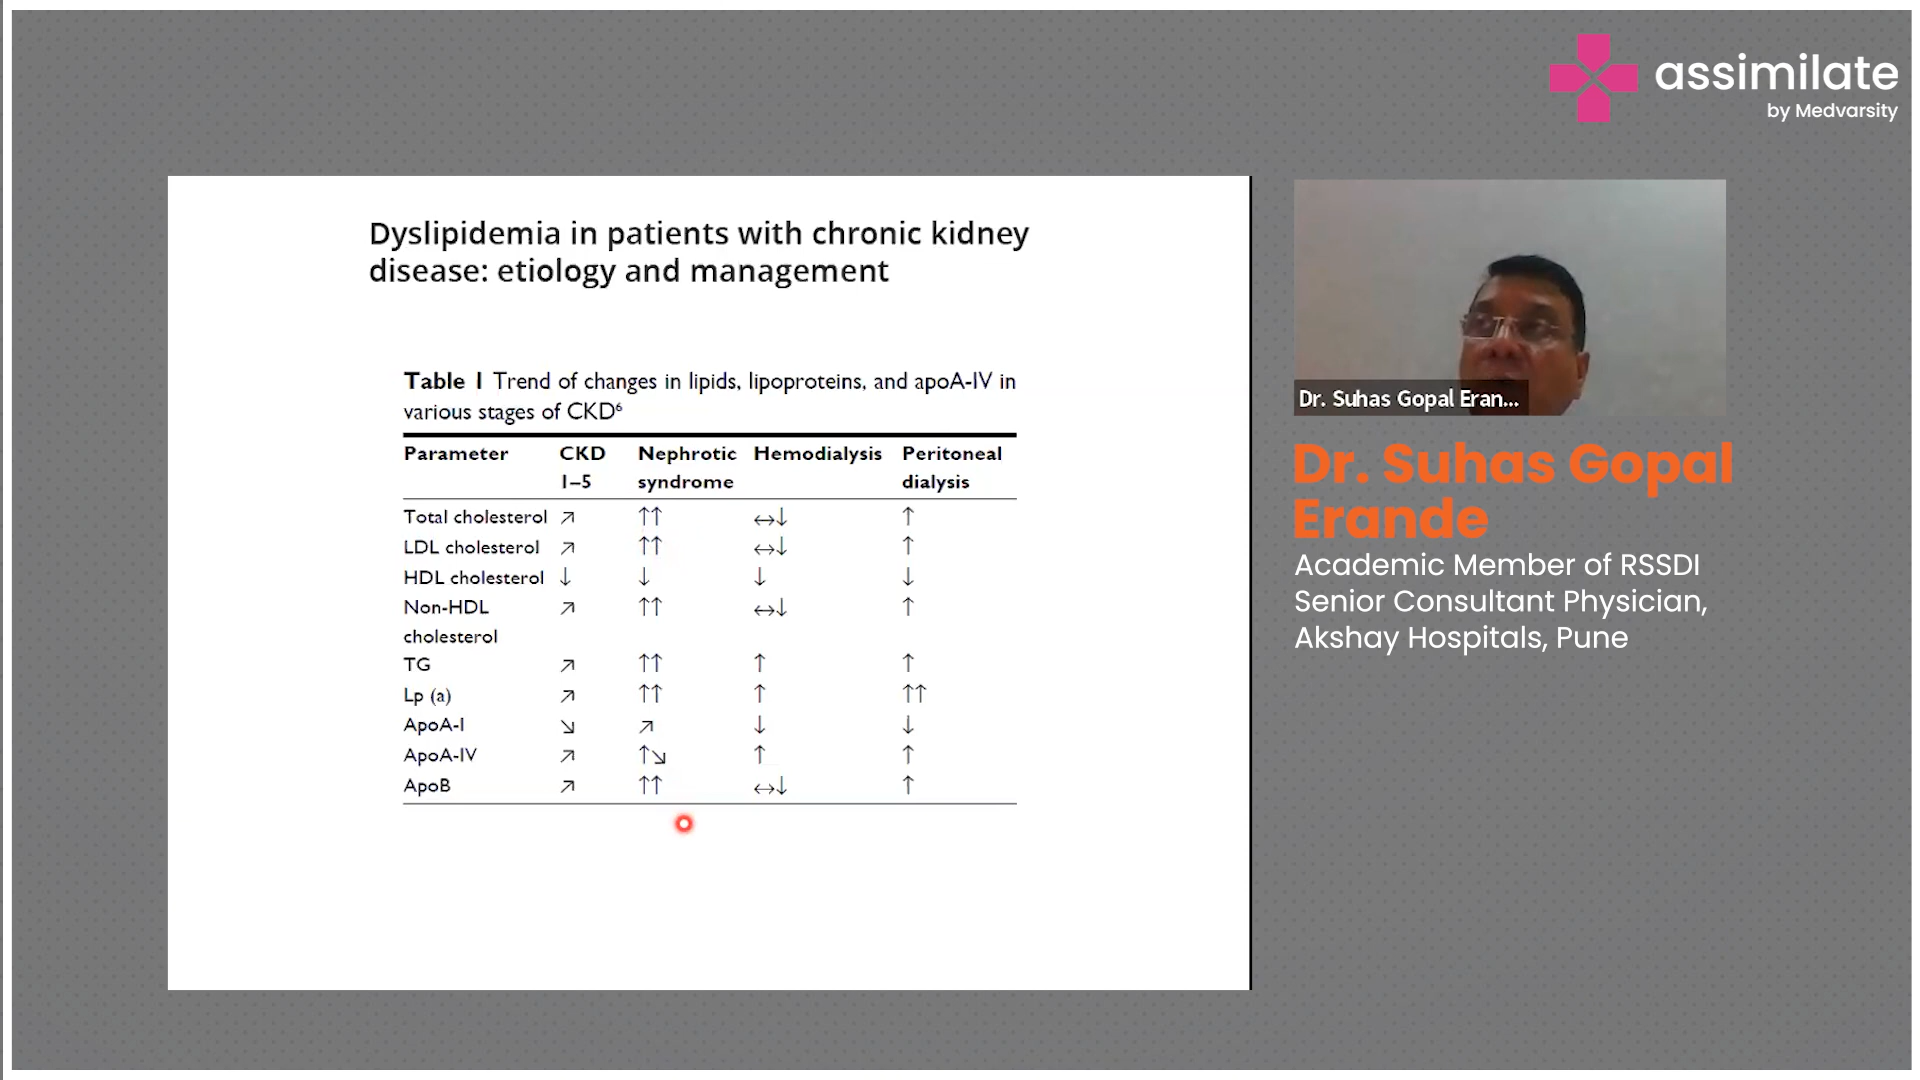 assimilate
by Medvarsity
Dyslipidemia in patients with chronic kidney
disease: etiology and management
Table 1 Trend of changes in lipids, lipoproteins, and apoA-IV in
various stages of CKD⁶
Parameter CKD Nephrotic Hemodialysis Peritoneal
1–5 syndrome dialysis
Total cholesterol ↗ ↑↑ ↔↓ ↑
LDL cholesterol ↗ ↑↑ ↔↓ ↑
HDL cholesterol ↓ ↓ ↓ ↓
Non-HDL ↗ ↑↑ ↔↓ ↑
cholesterol
TG ↗ ↑↑ ↑ ↑
Lp (a) ↗ ↑↑ ↑ ↑↑
ApoA-I ↘ ↗ ↓ ↓
ApoA-IV ↗ ↑↘ ↑ ↑
ApoB ↗ ↑↑ ↔↓ ↑
Dr. Suhas Gopal Eran...
Dr. Suhas Gopal
Erande
Academic Member of RSSDI
Senior Consultant Physician,
Akshay Hospitals, Pune